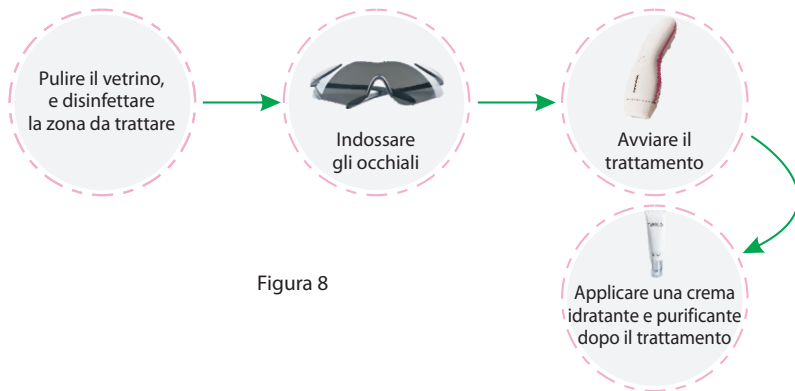 Pulire il vetrino,
e disinfettare
la zona da trattare
Indossare
gli occhiali
Avviare il
trattamento
Applicare una crema
idratante e purificante
dopo il trattamento
Figura 8